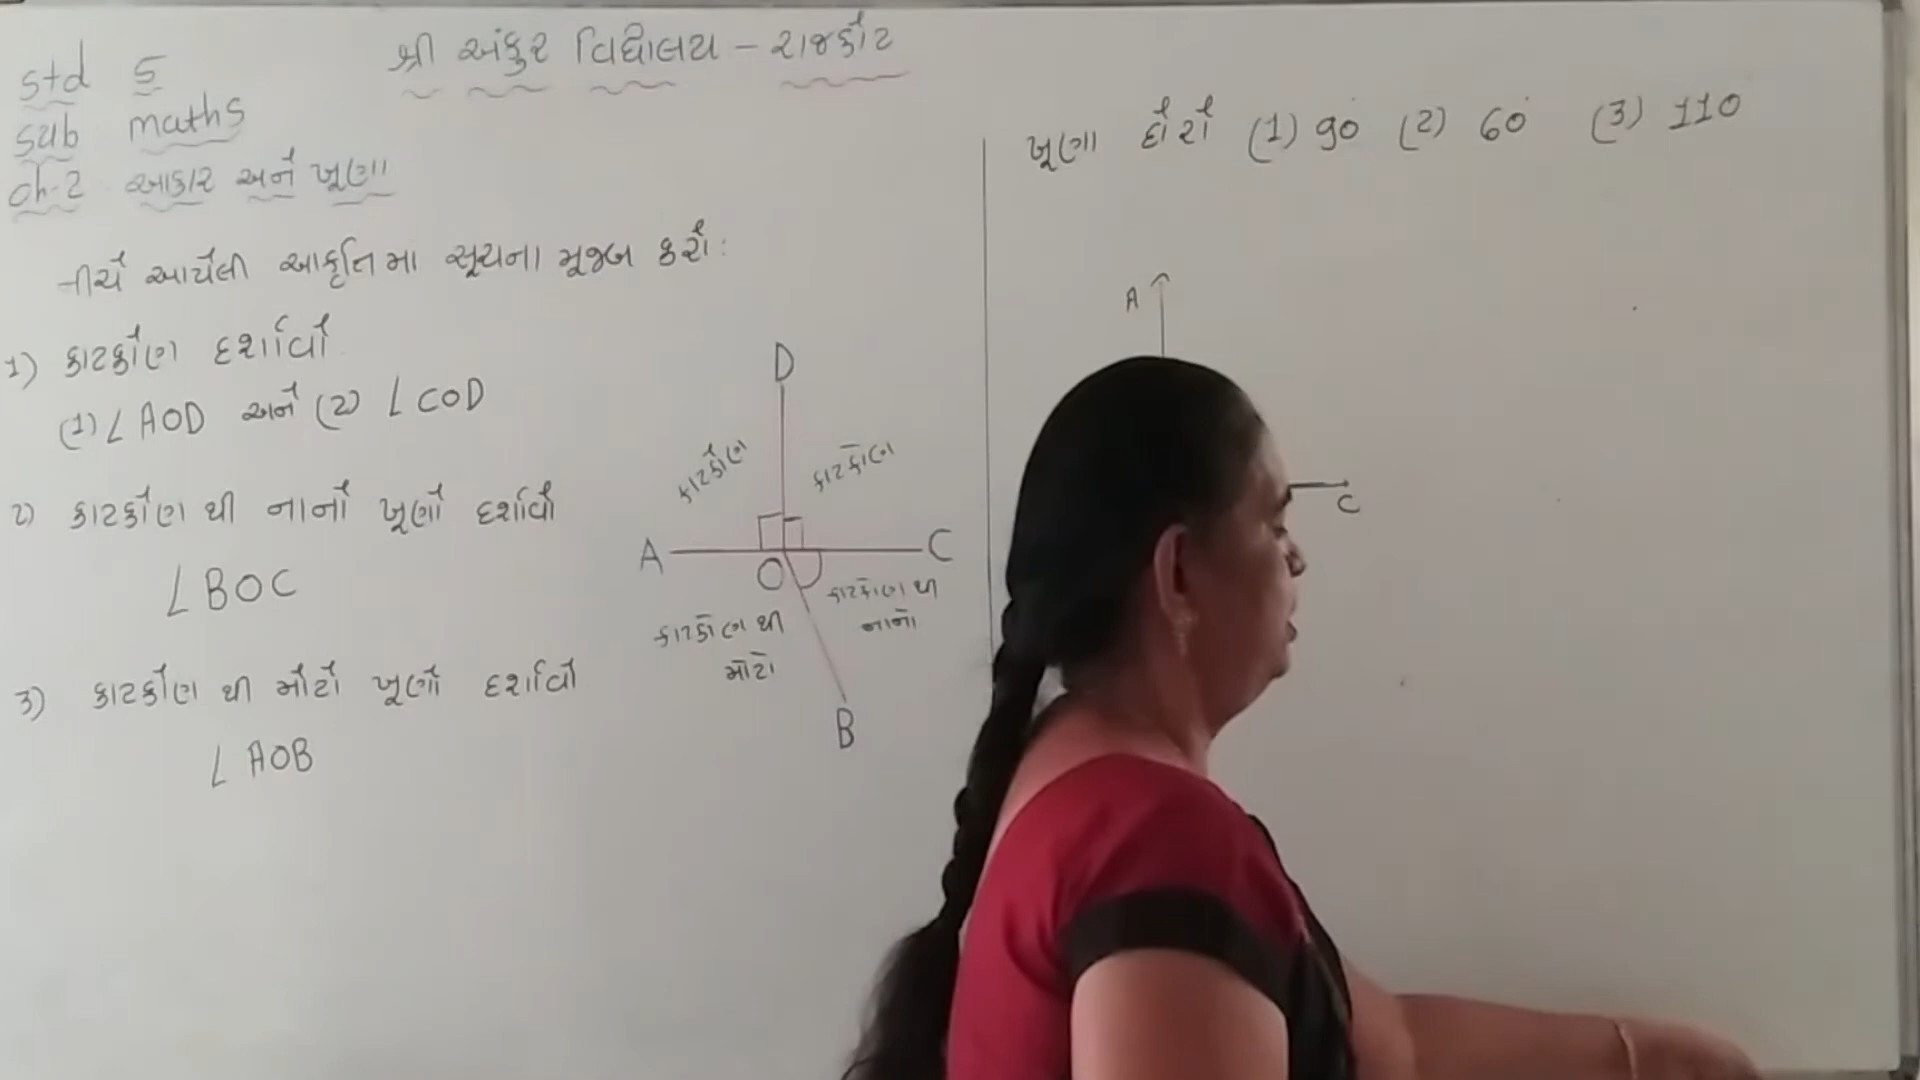 શ્રી અંકુર વિદ્યાલય - રાજકોટ
std 5
sub maths
ch-2 આકાર અને ખૂણા
નીચે આપેલી આકૃતિ માં સૂચના મૂજબ કરો:
1) કાટકોણ દર્શાવો
(1) ∠AOD અને (2) ∠COD
2) કાટકોણ થી નાનો ખૂણો દર્શાવો
∠BOC
3) કાટકોણ થી મોટો ખૂણો દર્શાવો
∠AOB
D
કાટકોણ
કાટકોણ
A
O
C
કાટકોણ થી
મોટો
કાટકોણ થી
નાનો
B
ખૂણા દોરો (1) 90° (2) 60° (3) 110
A
C